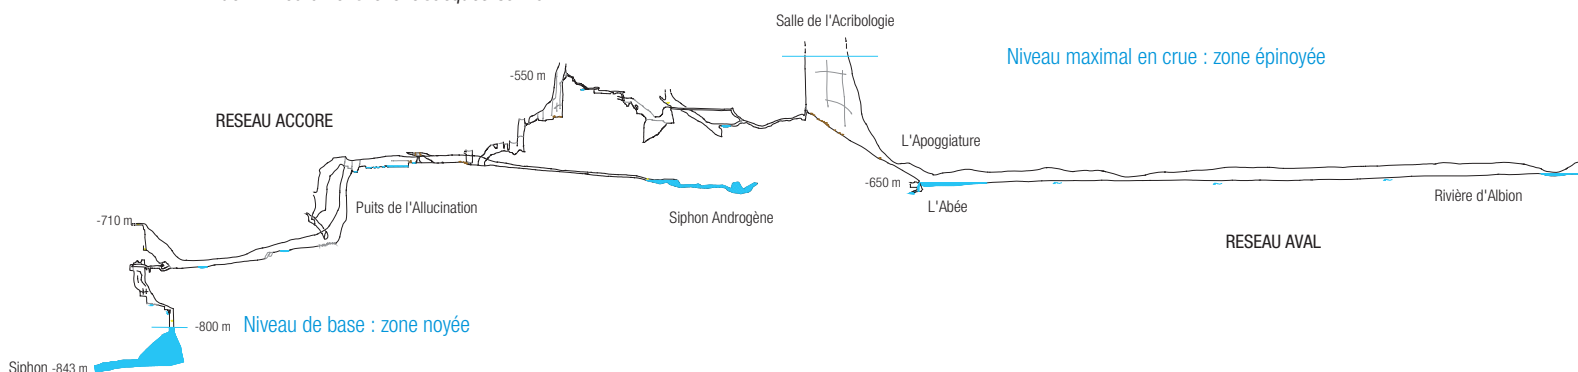 Salle de l'Acribologie
Niveau maximal en crue : zone épinoyée
-550 m
RESEAU ACCORE
L'Apoggiature
-650 m
L'Abée
Rivière d'Albion
Puits de l'Allucination
Siphon Androgène
-710 m
RESEAU AVAL
-800 m
Niveau de base : zone noyée
Siphon -843 m